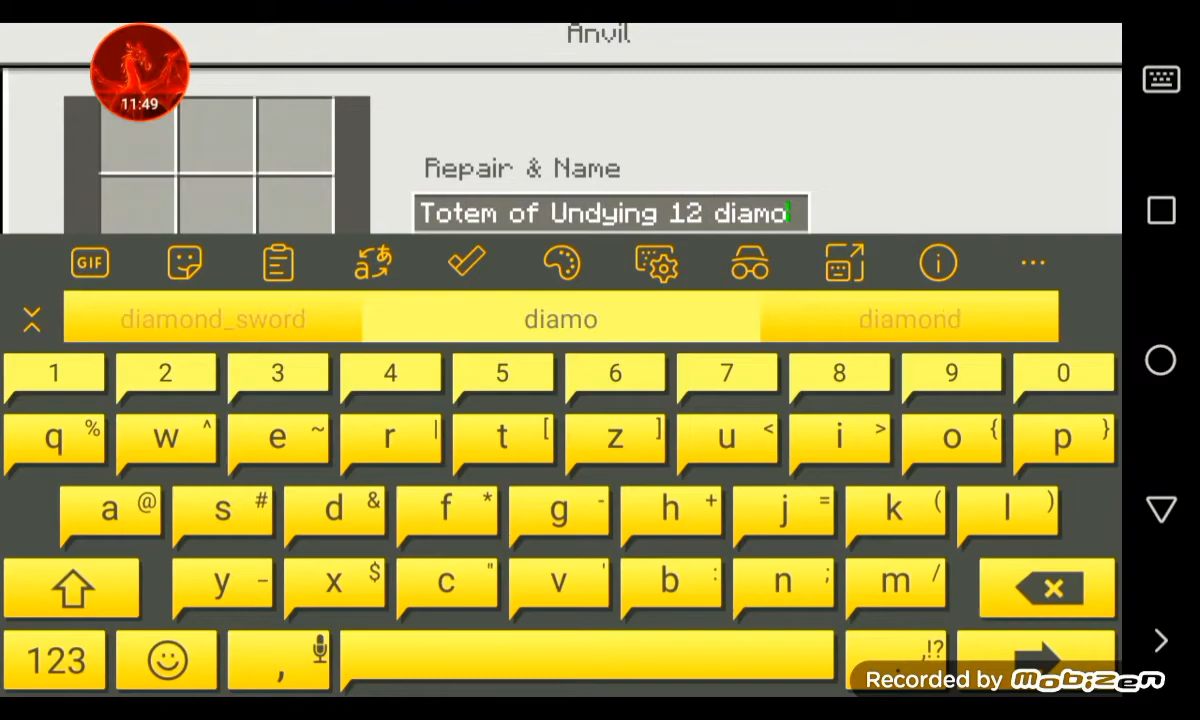 Anvil
11:49
Repair & Name
Totem of Undying 12 diamo
GIF
diamond_sword diamo diamond
1 2 3 4 5 6 7 8 9 0
q % w ^ e ~ r | t [ z ] u < i > o { p }
a @ s # d & f * g - h + j = k ( l )
y _ x $ c " v ' b : n ; m /
123 , . ,!?
Recorded by mobizen